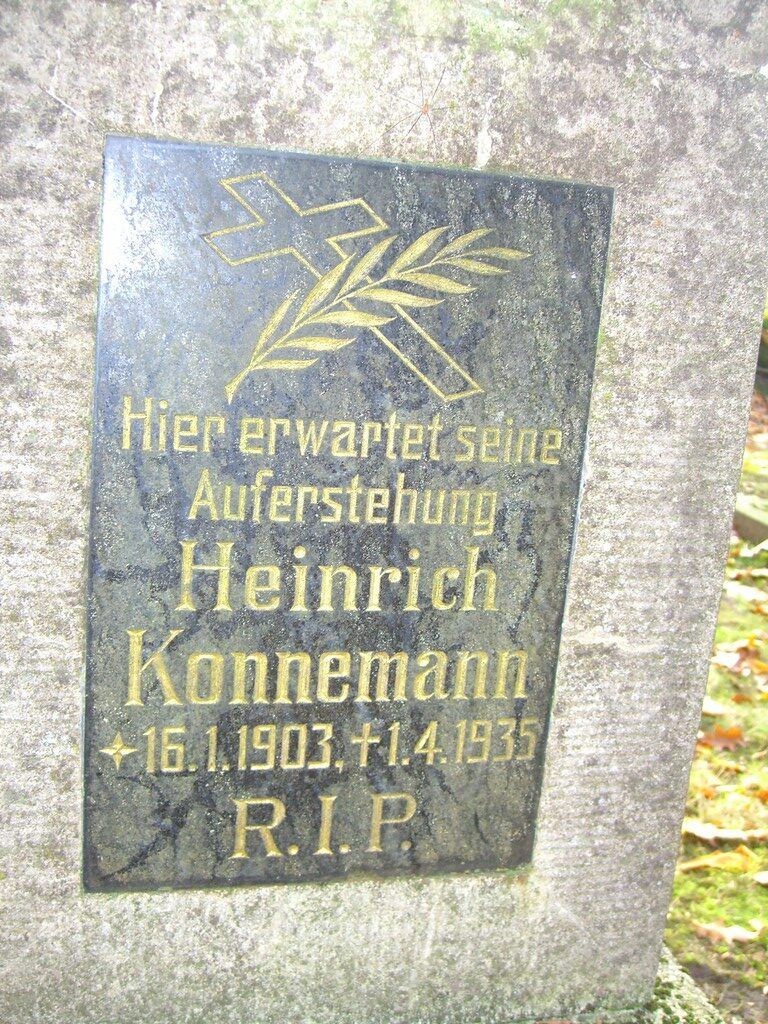 Hier erwartet seine
Auferstehung
Heinrich
Konnemann
✦16.1.1903, †1.4.1935
R.I.P.